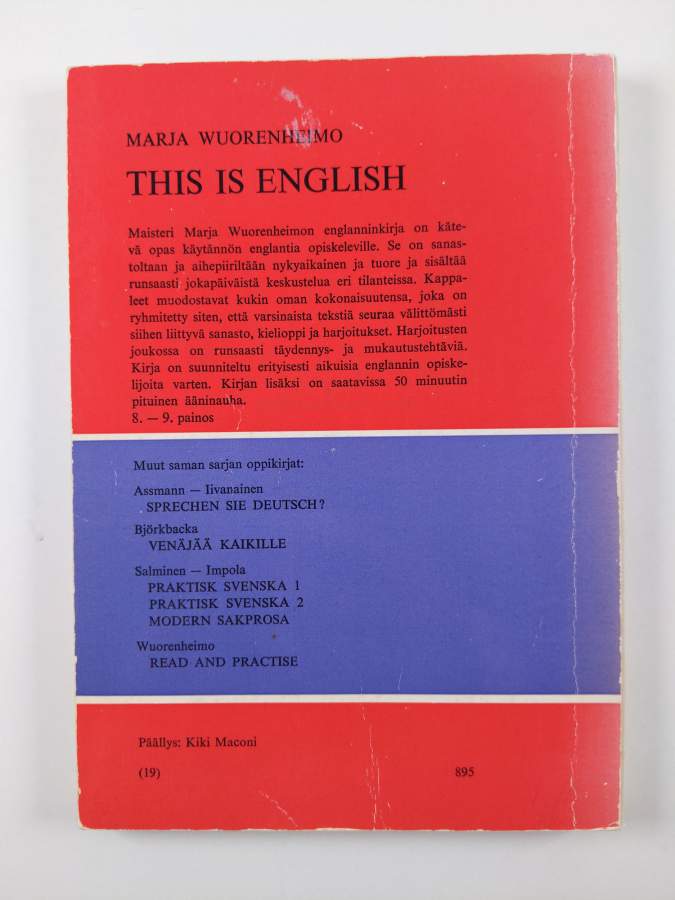 MARJA WUORENHEIMO
THIS IS ENGLISH
Maisteri Marja Wuorenheimon englanninkirja on käte-
vä opas käytännön englantia opiskeleville. Se on sanas-
toltaan ja aihepiiriltään nykyaikainen ja tuore ja sisältää
runsaasti jokapäiväistä keskustelua eri tilanteissa. Kappa-
leet muodostavat kukin oman kokonaisuutensa, joka on
ryhmitetty siten, että varsinaista tekstiä seuraa välittömästi
siihen liittyvä sanasto, kielioppi ja harjoitukset. Harjoitusten
joukossa on runsaasti täydennys- ja mukautustehtäviä.
Kirja on suunniteltu erityisesti aikuisia englannin opiske-
lijoita varten. Kirjan lisäksi on saatavissa 50 minuutin
pituinen ääninauha.
8. — 9. painos
Muut saman sarjan oppikirjat:
Assmann — Iivanainen
SPRECHEN SIE DEUTSCH?
Björkbacka
VENÄJÄÄ KAIKILLE
Salminen — Impola
PRAKTISK SVENSKA 1
PRAKTISK SVENSKA 2
MODERN SAKPROSA
Wuorenheimo
READ AND PRACTISE
Päällys: Kiki Maconi
(19) 895